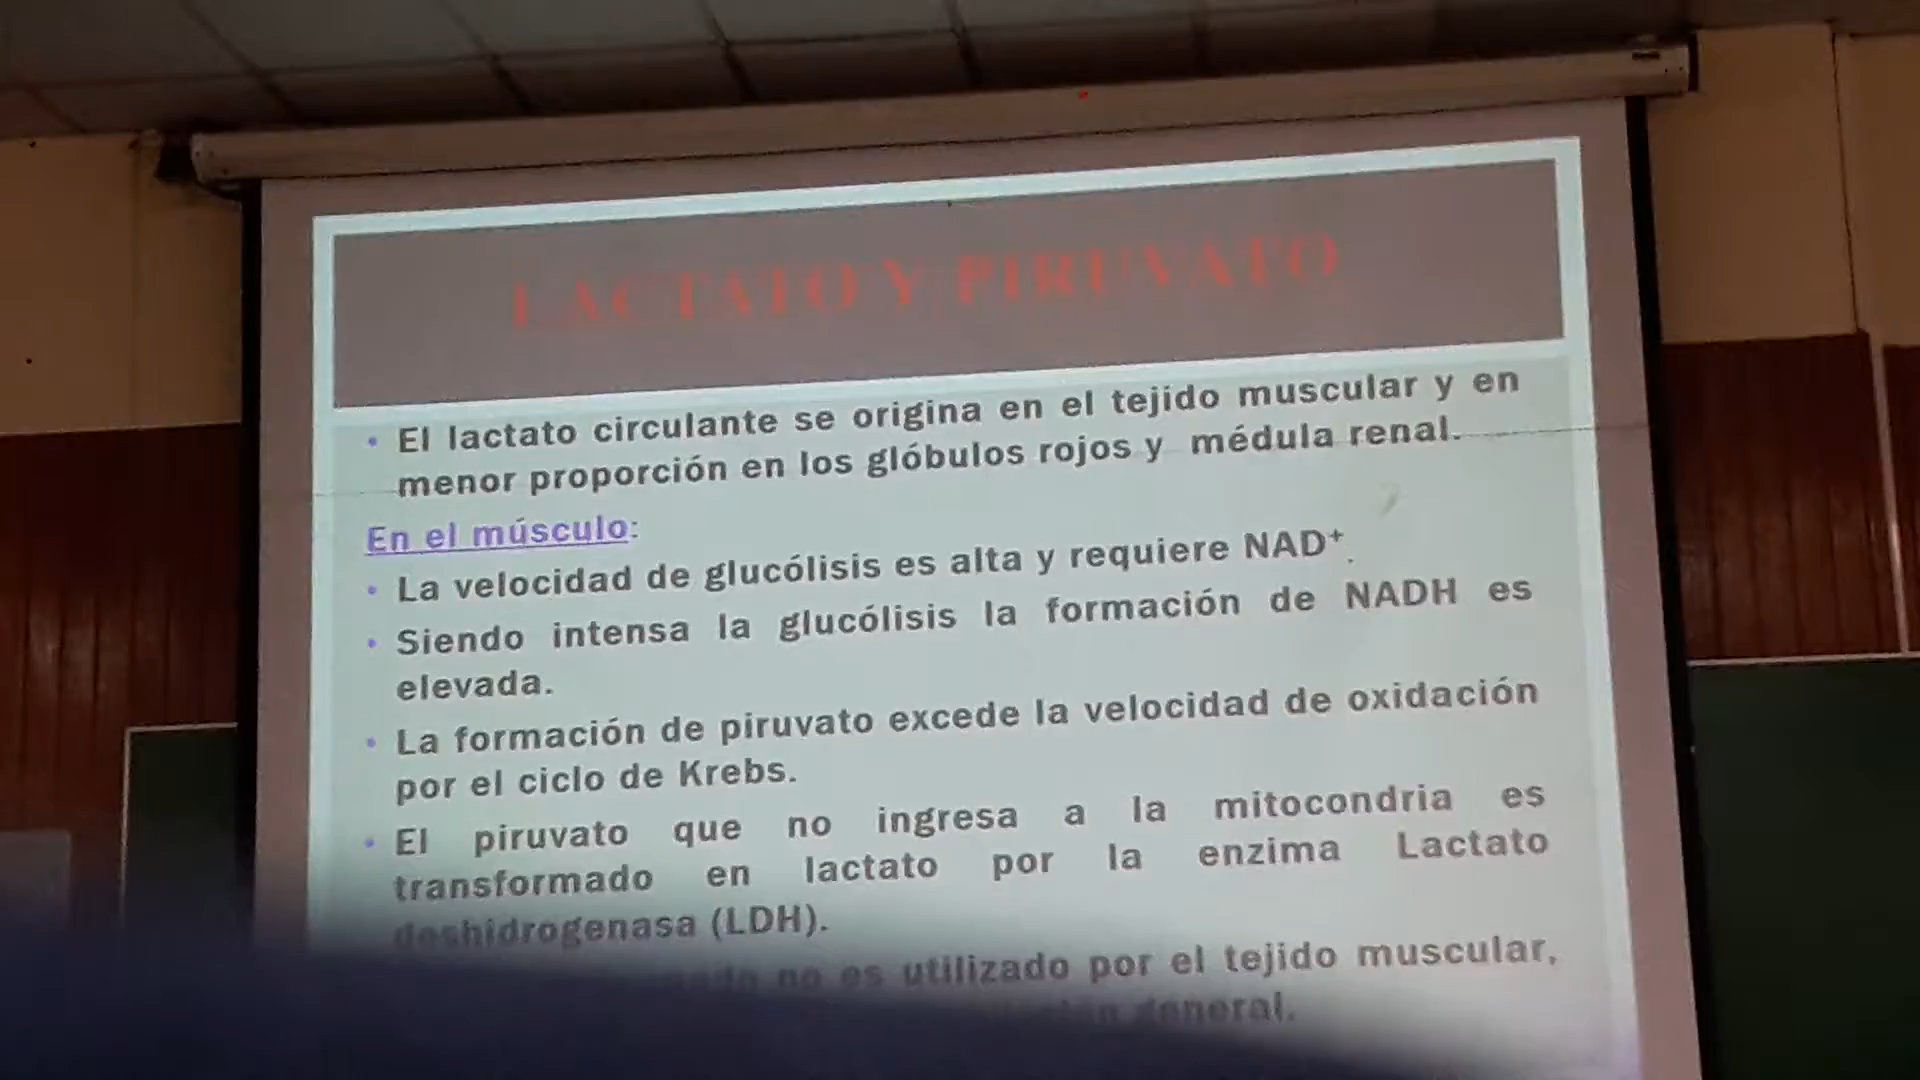 LACTATO Y PIRUVATO
• El lactato circulante se origina en el tejido muscular y en
menor proporción en los glóbulos rojos y médula renal.
En el músculo:
• La velocidad de glucólisis es alta y requiere NAD⁺.
• Siendo intensa la glucólisis la formación de NADH es
elevada.
• La formación de piruvato excede la velocidad de oxidación
por el ciclo de Krebs.
• El piruvato que no ingresa a la mitocondria es
transformado en lactato por la enzima Lactato
deshidrogenasa (LDH).
no es utilizado por el tejido muscular,
general.